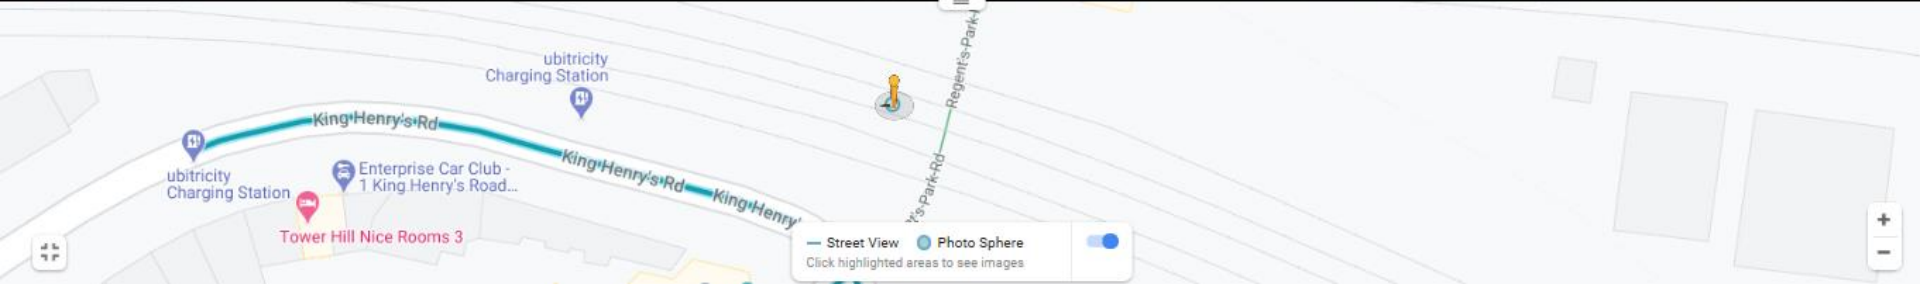 Regent's-Park-
ubitricity
Charging Station
King Henry's Rd
King Henry's Rd
King Henry'
t's-Park-Rd
ubitricity
Charging Station
Enterprise Car Club -
1 King Henry's Road...
Tower Hill Nice Rooms 3
Street View
Photo Sphere
Click highlighted areas to see images
+
−